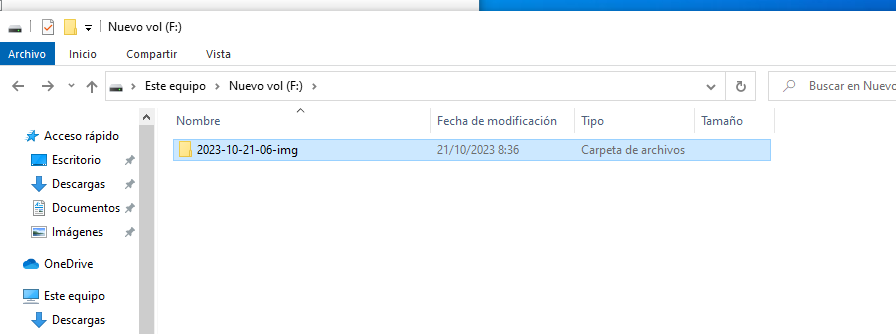 Nuevo vol (F:)
Archivo Inicio Compartir Vista
Este equipo Nuevo vol (F:) Buscar en Nuevo
Nombre Fecha de modificación Tipo Tamaño
2023-10-21-06-img 21/10/2023 8:36 Carpeta de archivos
Acceso rápido
Escritorio
Descargas
Documentos
Imágenes
OneDrive
Este equipo
Descargas